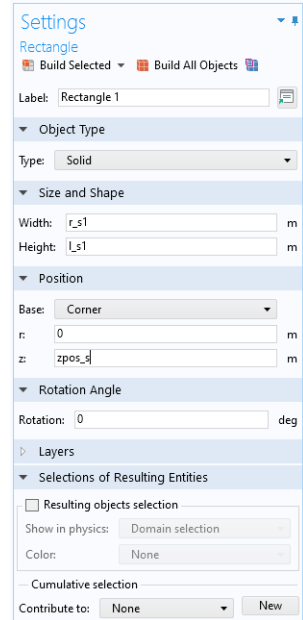 Settings
Rectangle
Build Selected Build All Objects
Label: Rectangle 1
Object Type
Type: Solid
Size and Shape
Width: r_s1 m
Height: l_s1 m
Position
Base: Corner
r: 0 m
z: zpos_s m
Rotation Angle
Rotation: 0 deg
Layers
Selections of Resulting Entities
Resulting objects selection
Show in physics: Domain selection
Color: None
Cumulative selection
Contribute to: None New